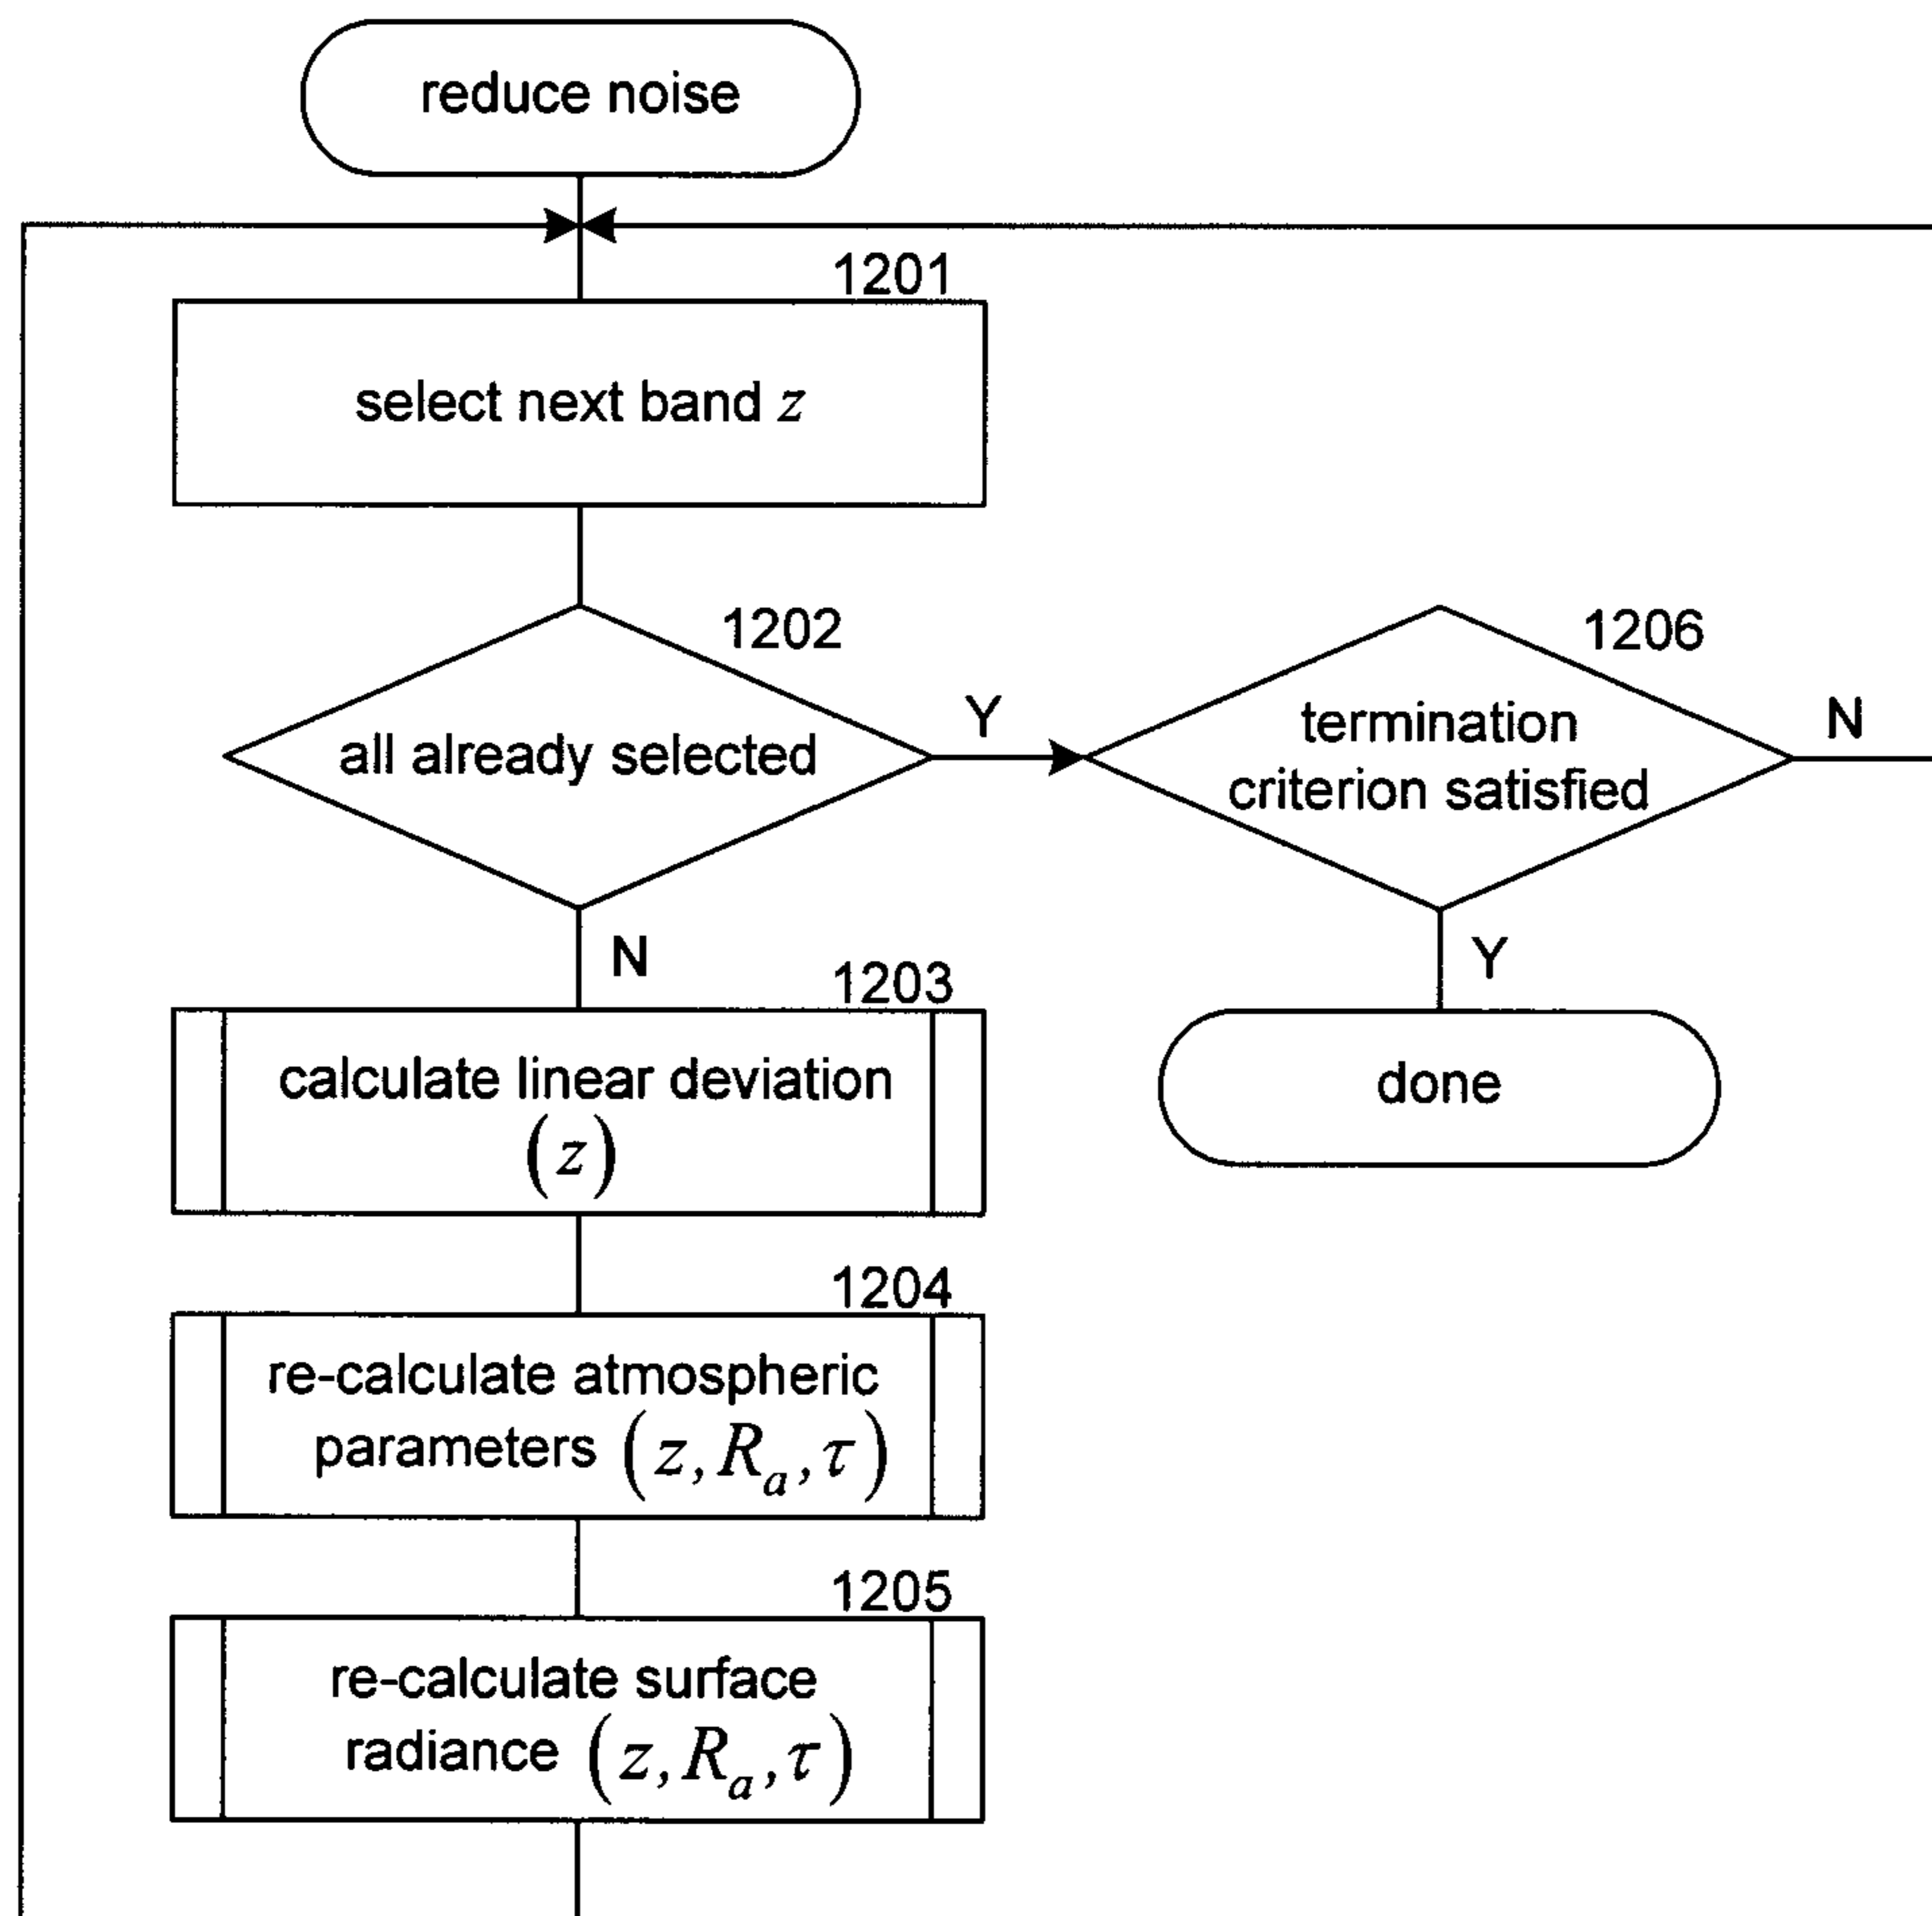 reduce noise
1201
select next band z
1202
all already selected
Y
1206
termination
criterion satisfied
N
N
Y
1203
calculate linear deviation
(z)
done
1204
re-calculate atmospheric
parameters (z, Rₐ, τ)
1205
re-calculate surface
radiance (z, Rₐ, τ)